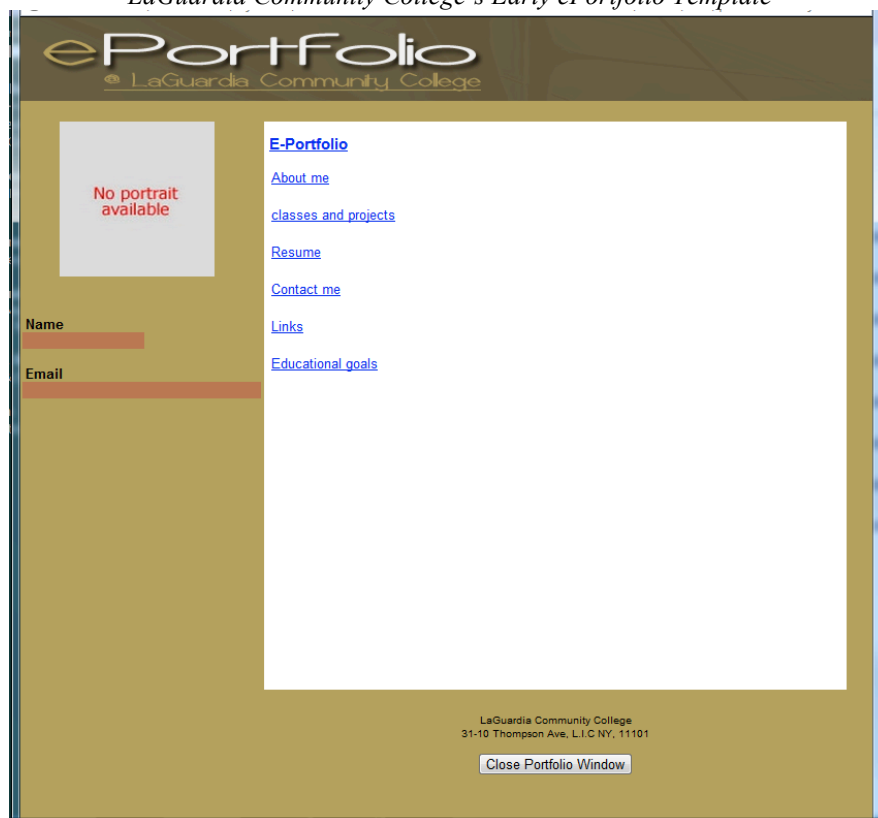 LaGuardia Community College's Early ePortfolio Template
ePortfolio
@ LaGuardia Community College
No portrait
available
E-Portfolio
About me
classes and projects
Resume
Contact me
Links
Educational goals
Name
Email
LaGuardia Community College
31-10 Thompson Ave, L.I.C NY, 11101
Close Portfolio Window